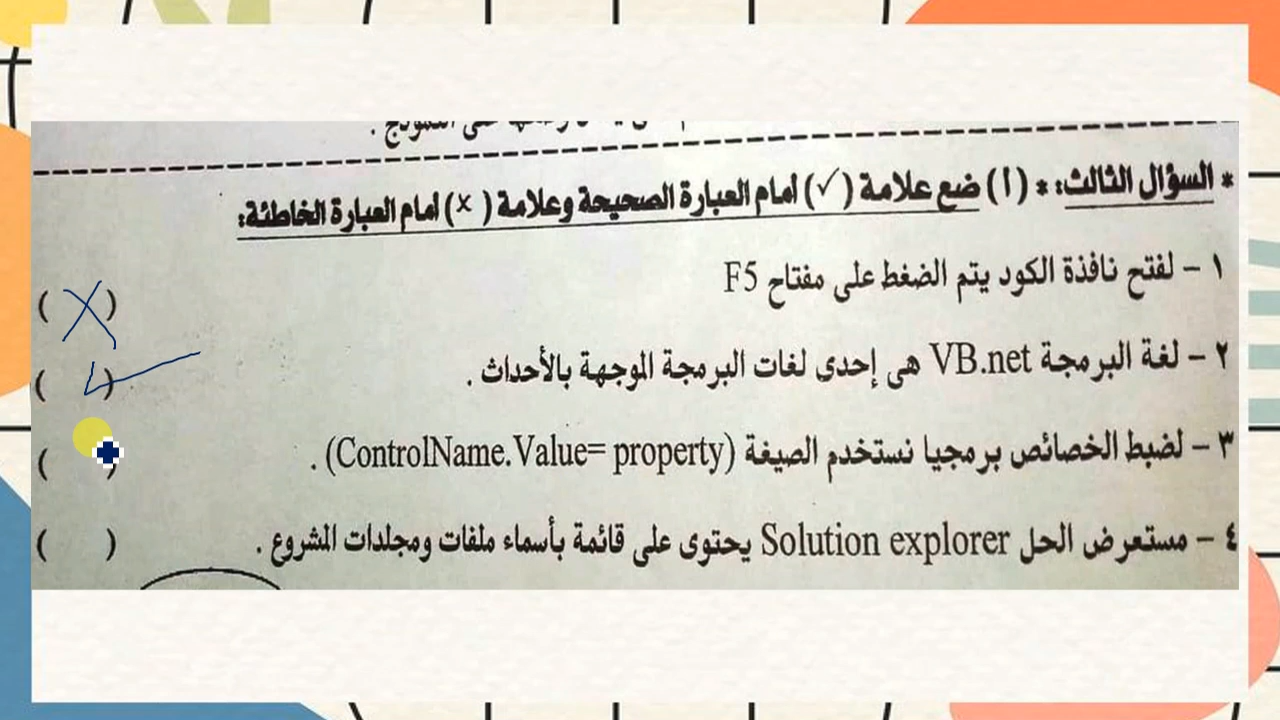 * السؤال الثالث: * (أ) ضع علامة (✓) أمام العبارة الصحيحة وعلامة (×) أمام العبارة الخاطئة:
١ – لفتح نافذة الكود يتم الضغط على مفتاح F5 ( X )
٢ – لغة البرمجة VB.net هى إحدى لغات البرمجة الموجهة بالأحداث . ( ✓ )
٣ – لضبط الخصائص برمجيا نستخدم الصيغة (ControlName.Value= property) . ( )
٤ – مستعرض الحل Solution explorer يحتوى على قائمة بأسماء ملفات ومجلدات المشروع . ( )